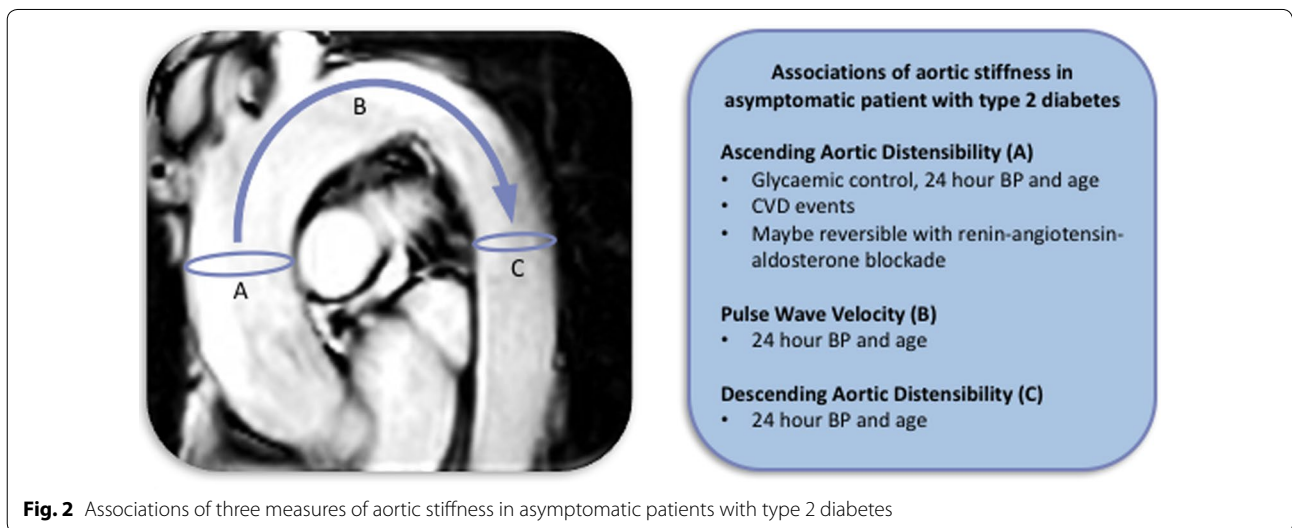 B
A
C
Associations of aortic stiffness in
asymptomatic patient with type 2 diabetes
Ascending Aortic Distensibility (A)
• Glycaemic control, 24 hour BP and age
• CVD events
• Maybe reversible with renin-angiotensin-
aldosterone blockade
Pulse Wave Velocity (B)
• 24 hour BP and age
Descending Aortic Distensibility (C)
• 24 hour BP and age
Fig. 2 Associations of three measures of aortic stiffness in asymptomatic patients with type 2 diabetes